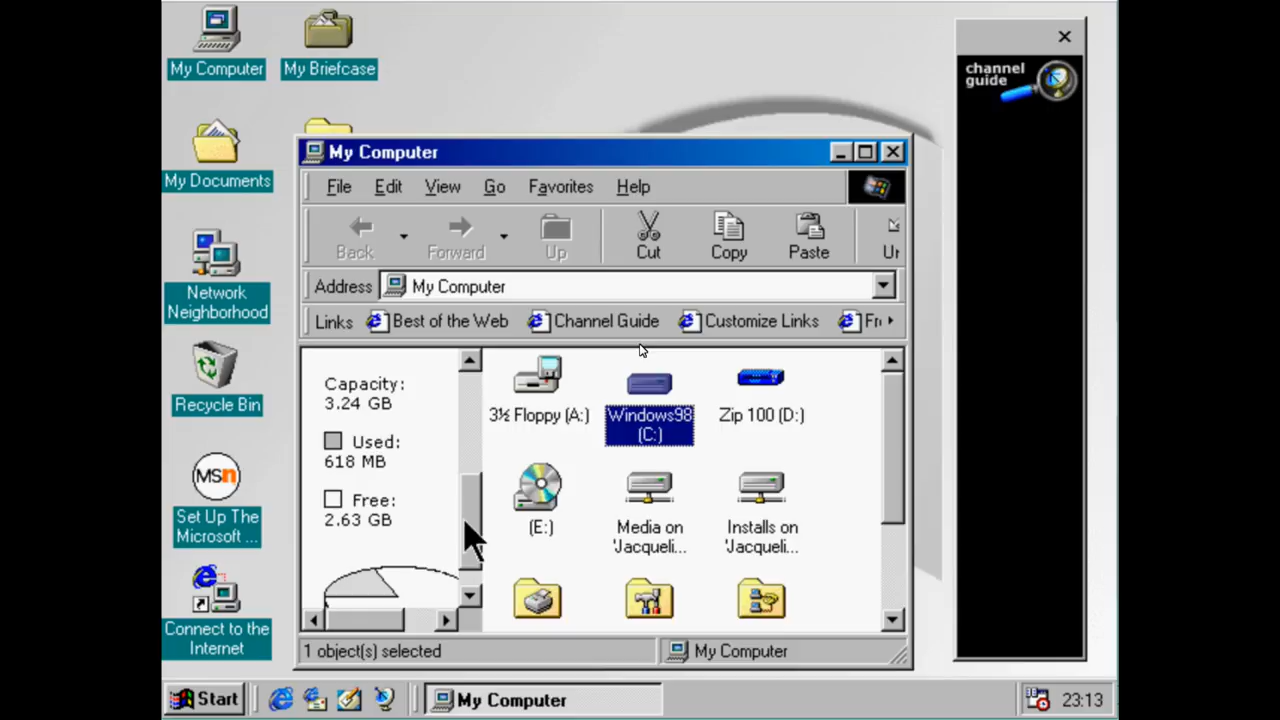 My Computer
My Briefcase
channel
guide
My Computer
My Documents
File Edit View Go Favorites Help
Back Forward Up Cut Copy Paste
Address My Computer
Network
Neighborhood
Links Best of the Web Channel Guide Customize Links
Capacity:
3.24 GB
Used:
618 MB
Free:
2.63 GB
3½ Floppy (A:)
Windows98
(C:)
Zip 100 (D:)
Recycle Bin
(E:)
Media on
'Jacqueli...
Installs on
'Jacqueli...
MSn
Set Up The
Microsoft ...
Connect to the
Internet
1 object(s) selected
My Computer
Start
My Computer
23:13